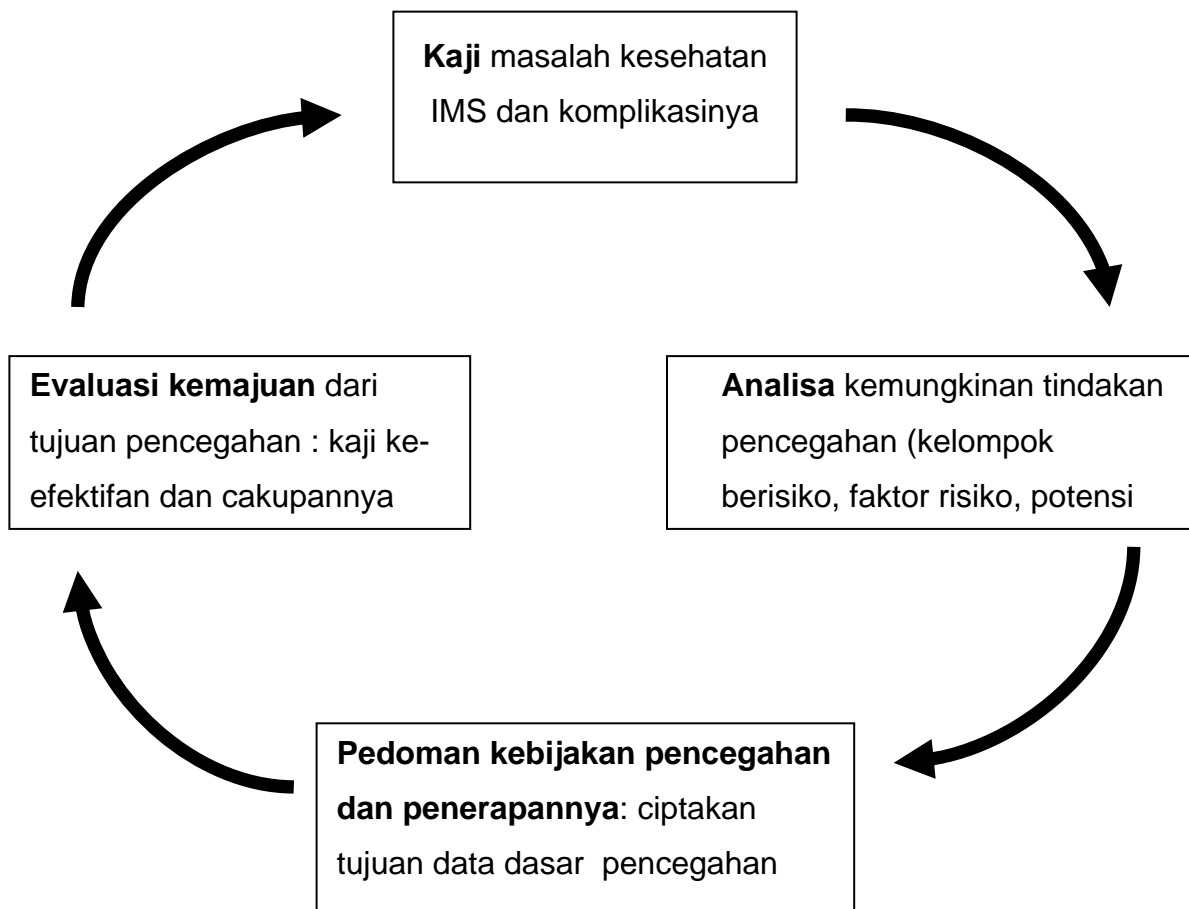 Kaji masalah kesehatan
IMS dan komplikasinya
Evaluasi kemajuan dari
tujuan pencegahan : kaji ke-
efektifan dan cakupannya
Analisa kemungkinan tindakan
pencegahan (kelompok
berisiko, faktor risiko, potensi
Pedoman kebijakan pencegahan
dan penerapannya: ciptakan
tujuan data dasar pencegahan